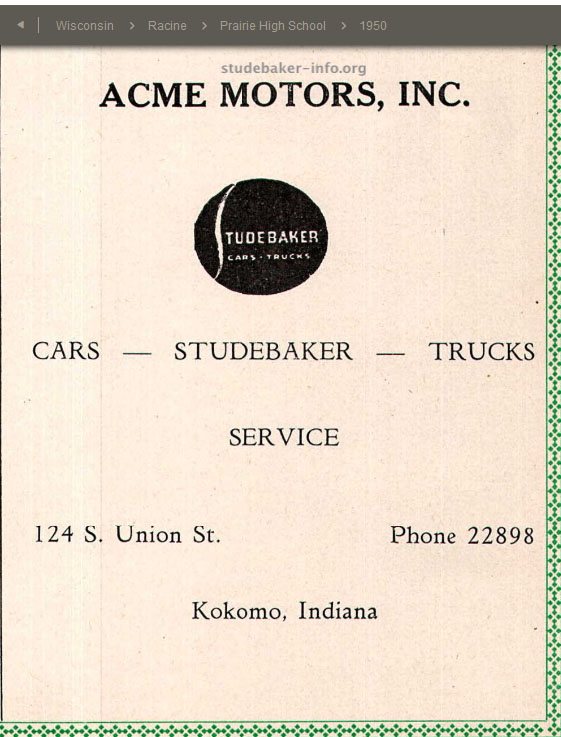 Wisconsin > Racine > Prairie High School > 1950
studebaker-info.org
ACME MOTORS, INC.
STUDEBAKER
CARS - TRUCKS
CARS — STUDEBAKER — TRUCKS
SERVICE
124 S. Union St. Phone 22898
Kokomo, Indiana